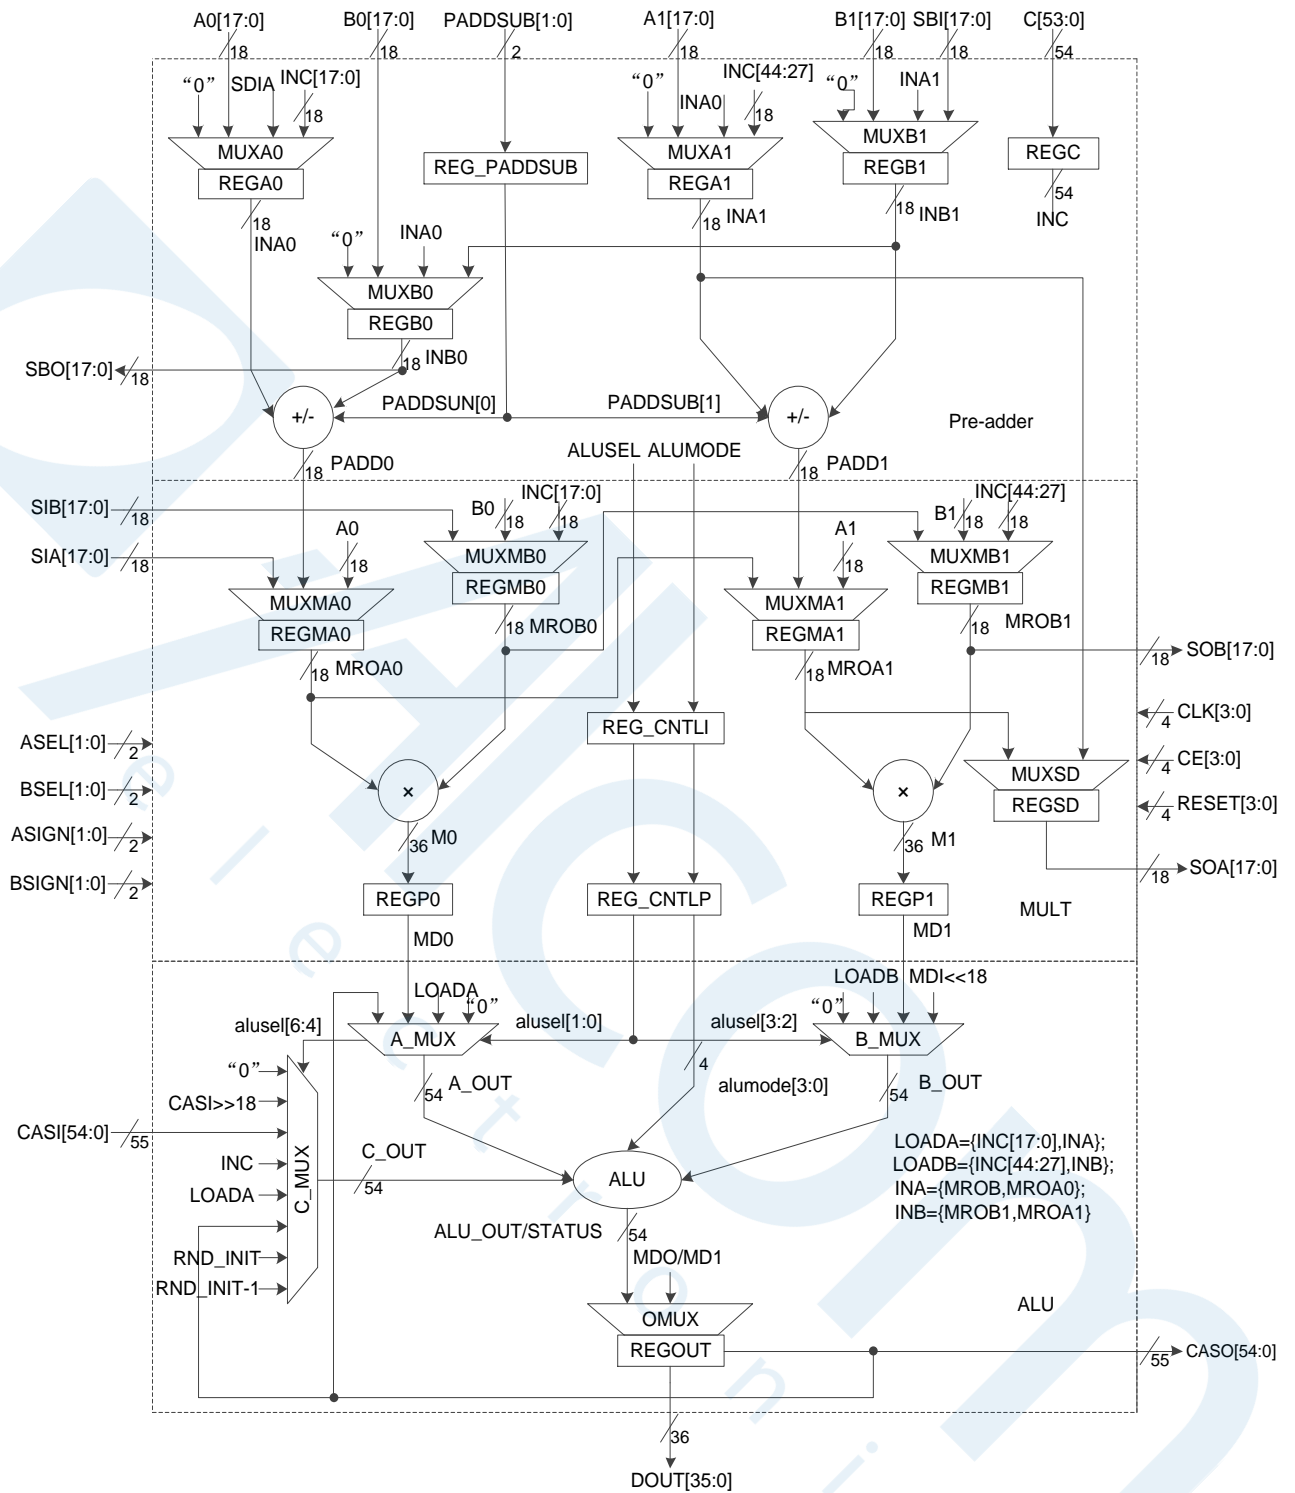 A0[17:0] B0[17:0] PADDSUB[1:0] A1[17:0] B1[17:0] SBI[17:0] C[53:0]
18 18 2 18 18 18 54
“0” SDIA INC[17:0] “0” INA0 INC[44:27] “0” INA1
18 18
MUXA0 MUXA1 MUXB1 REGC
REGA0 REG_PADDSUB REGA1 REGB1
18 18 18 54
INA0 INA1 INB1 INC
“0” INA0
MUXB0
REGB0
18 INB0
SBO[17:0] 18
+/- PADDSUN[0] PADDSUB[1] +/-
Pre-adder
18 PADD0 ALUSEL ALUMODE 18 PADD1
SIB[17:0] 18 B0 18 INC[17:0] 18 B1 18 INC[44:27] 18
SIA[17:0] 18 A0 18 MUXMB0 A1 18 MUXMB1
MUXMA0 REGMB0 MUXMA1 REGMB1
REGMA0 18 MROB0 REGMA1 18 MROB1
18 MROA0 18 MROA1 18 SOB[17:0]
REG_CNTLI 4 CLK[3:0]
ASEL[1:0] 2 4 CE[3:0]
MUXSD
BSEL[1:0] 2 × × REGSD 4 RESET[3:0]
ASIGN[1:0] 2 36 M0 36 M1
18 SOA[17:0]
BSIGN[1:0] 2 REGP0 REG_CNTLP REGP1
MULT
MD0 MD1
LOADA “0” “0” LOADB MDI<<18
alusel[6:4] A_MUX alusel[1:0] alusel[3:2] B_MUX
“0” 54 A_OUT 4 alumode[3:0] 54 B_OUT
CASI>>18
CASI[54:0] 55
INC C_MUX C_OUT 54 ALU
LOADA
LOADA={INC[17:0],INA};
LOADB={INC[44:27],INB};
INA={MROB,MROA0};
INB={MROB1,MROA1}
ALU_OUT/STATUS 54
RND_INIT MDO/MD1
RND_INIT-1
OMUX ALU
REGOUT 55 CASO[54:0]
36
DOUT[35:0]
electroni